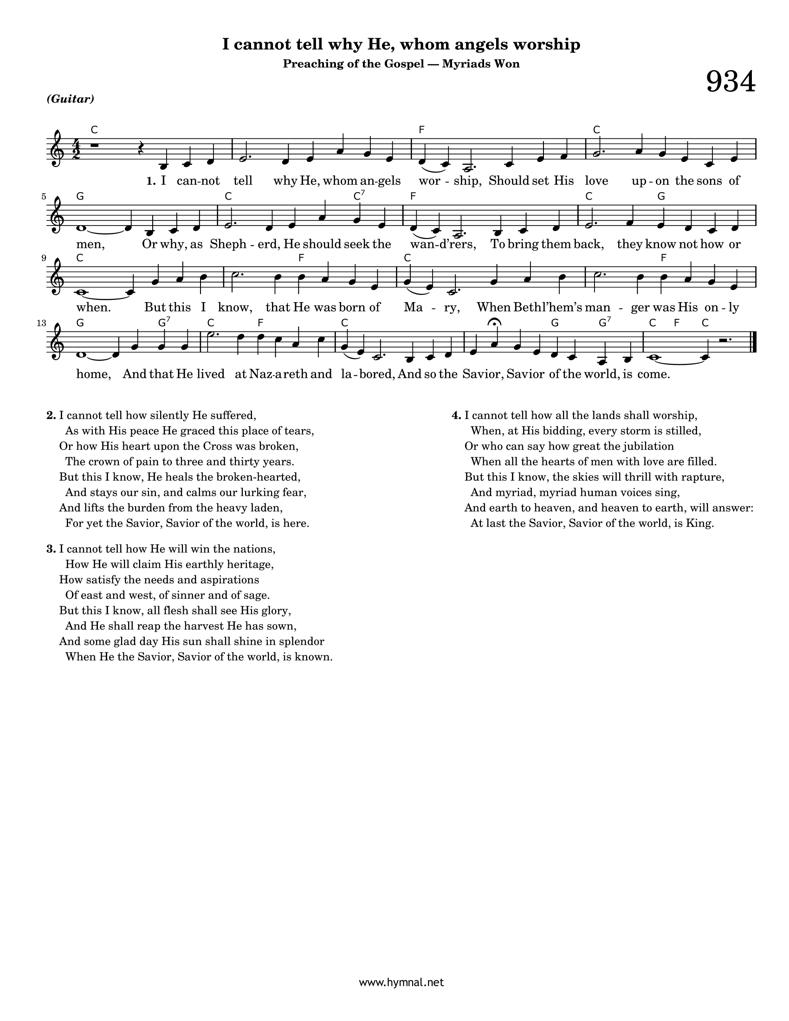 I cannot tell why He, whom angels worship
Preaching of the Gospel — Myriads Won
934
(Guitar)
C F C
4
2
1. I can-not tell why He, whom an-gels wor - ship, Should set His love up - on the sons of
5 G C C7 F C G
men, Or why, as Sheph - erd, He should seek the wan-d'rers, To bring them back, they know not how or
9 C F C F
when. But this I know, that He was born of Ma - ry, When Bethl'hem's man - ger was His on - ly
13 G G7 C F C G G7 C F C
home, And that He lived at Naz-a-reth and la - bored, And so the Savior, Savior of the world, is come.
2. I cannot tell how silently He suffered,
As with His peace He graced this place of tears,
Or how His heart upon the Cross was broken,
The crown of pain to three and thirty years.
But this I know, He heals the broken-hearted,
And stays our sin, and calms our lurking fear,
And lifts the burden from the heavy laden,
For yet the Savior, Savior of the world, is here.
3. I cannot tell how He will win the nations,
How He will claim His earthly heritage,
How satisfy the needs and aspirations
Of east and west, of sinner and of sage.
But this I know, all flesh shall see His glory,
And He shall reap the harvest He has sown,
And some glad day His sun shall shine in splendor
When He the Savior, Savior of the world, is known.
4. I cannot tell how all the lands shall worship,
When, at His bidding, every storm is stilled,
Or who can say how great the jubilation
When all the hearts of men with love are filled.
But this I know, the skies will thrill with rapture,
And myriad, myriad human voices sing,
And earth to heaven, and heaven to earth, will answer:
At last the Savior, Savior of the world, is King.
www.hymnal.net